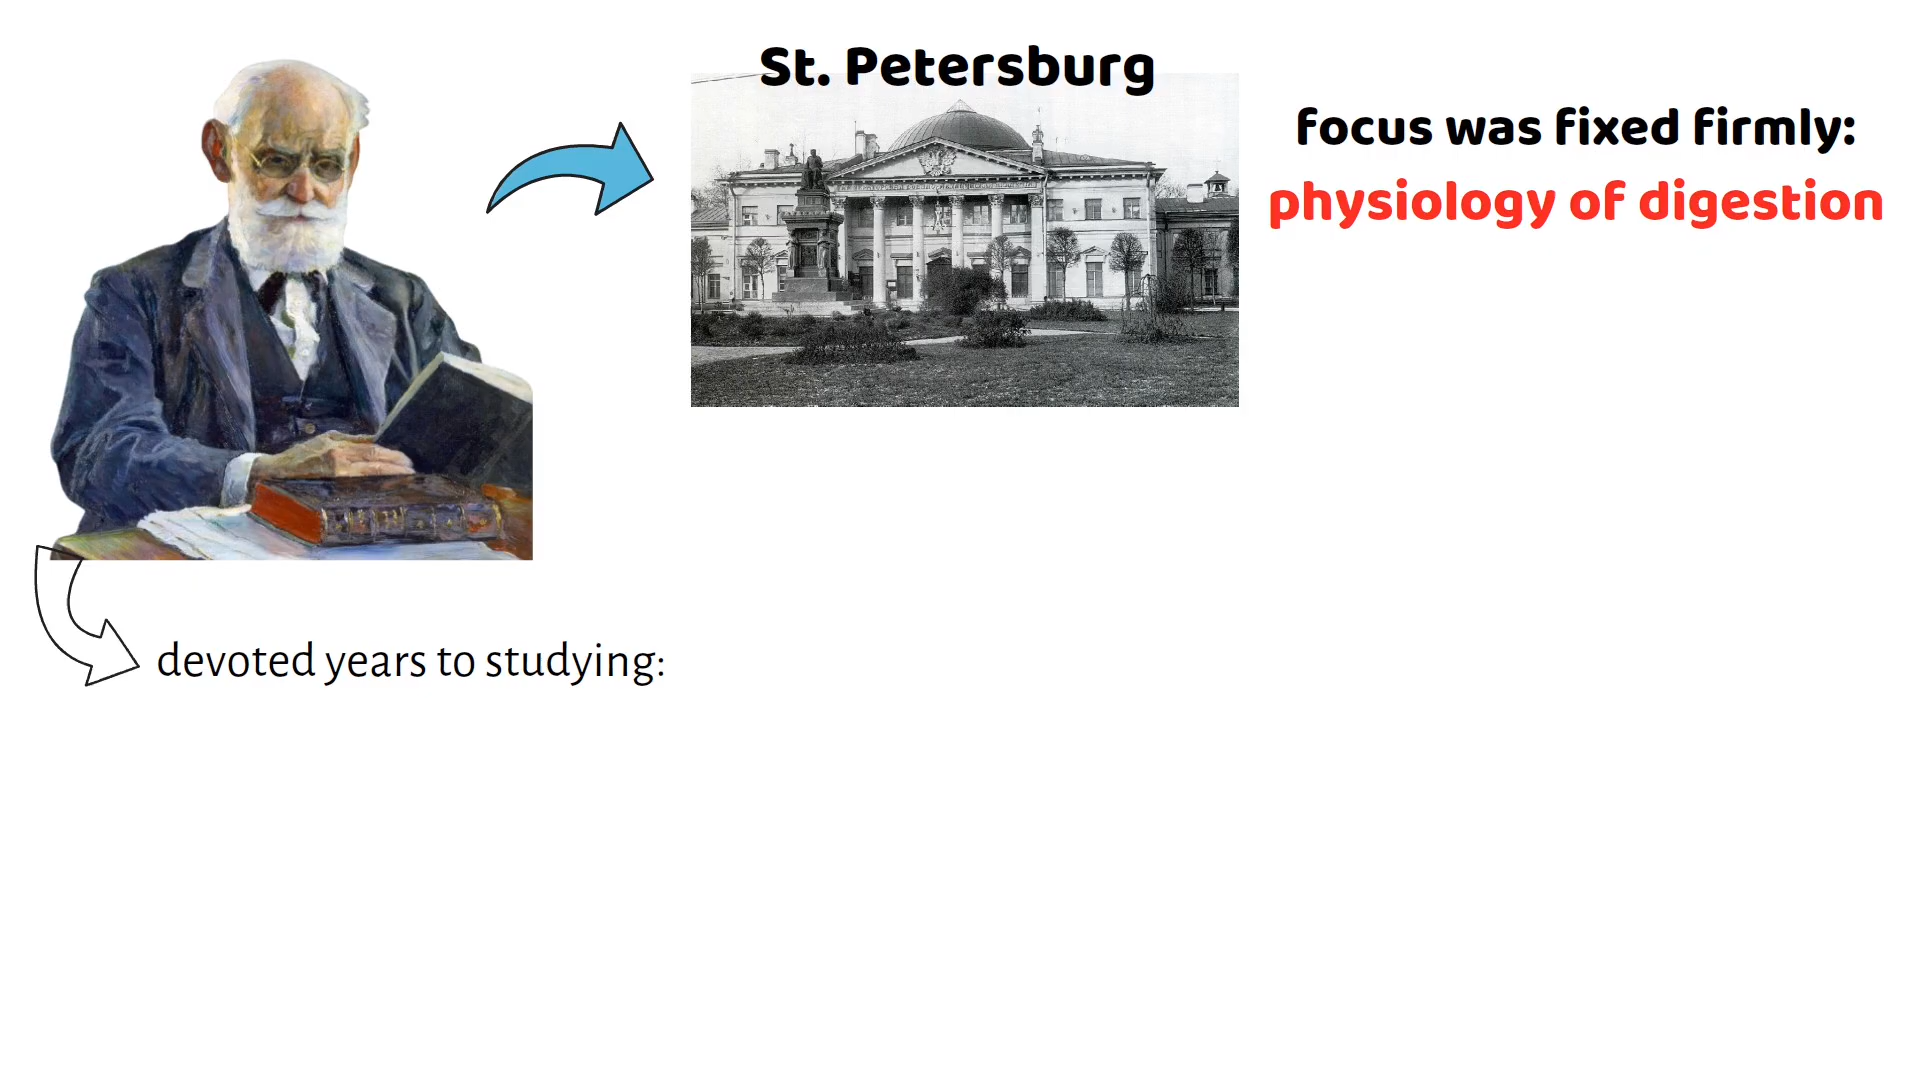 St. Petersburg
focus was fixed firmly:
physiology of digestion
devoted years to studying: